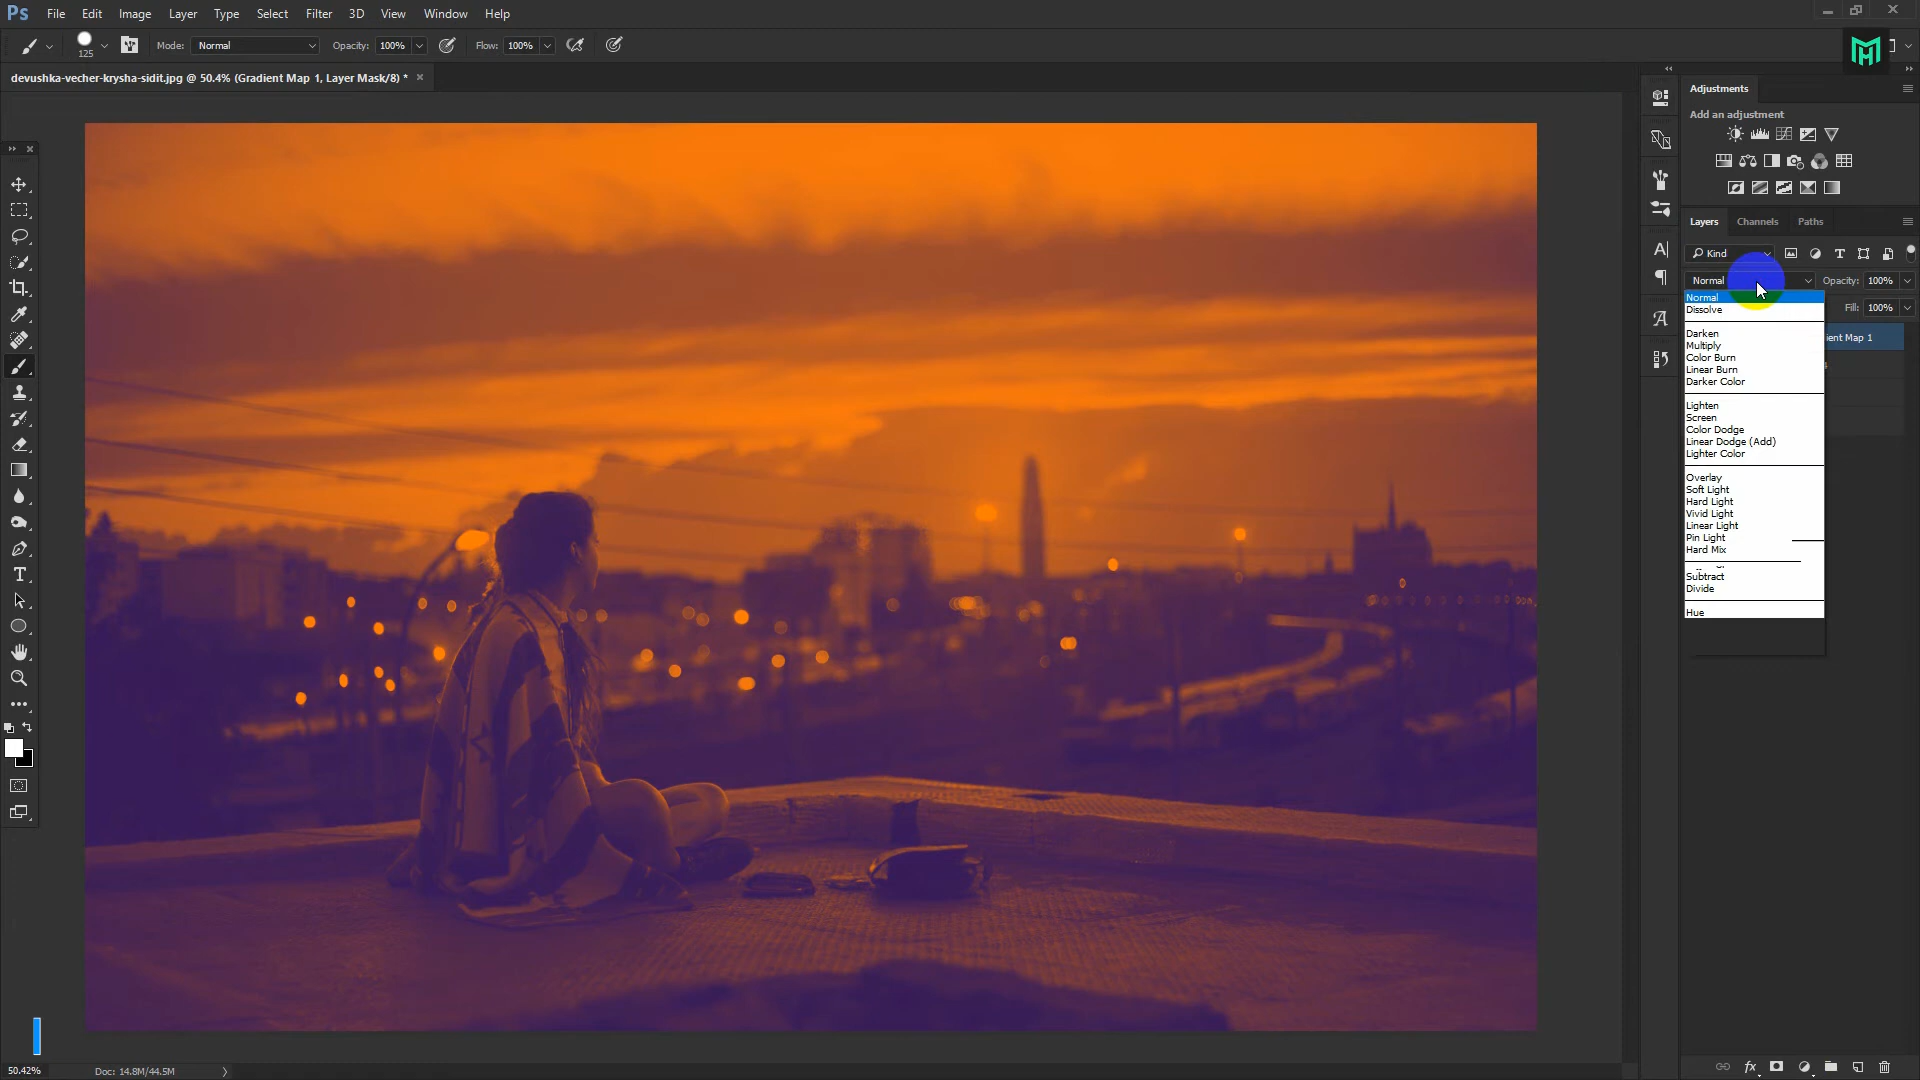 Ps File Edit Image Layer Type Select Filter 3D View Window Help
125 Mode: Normal Opacity: 100% Flow: 100%
devushka-vecher-krysha-sidit.jpg @ 50.4% (Gradient Map 1, Layer Mask/8) *
Adjustments
Add an adjustment
Layers Channels Paths
Kind
Normal Opacity: 100%
Fill: 100%
Normal
Dissolve
Darken
Multiply
Color Burn
Linear Burn
Darker Color
Lighten
Screen
Color Dodge
Linear Dodge (Add)
Lighter Color
Overlay
Soft Light
Hard Light
Vivid Light
Linear Light
Pin Light
Hard Mix
Subtract
Divide
Hue
Map 1
50.42% Doc: 14.8M/44.5M